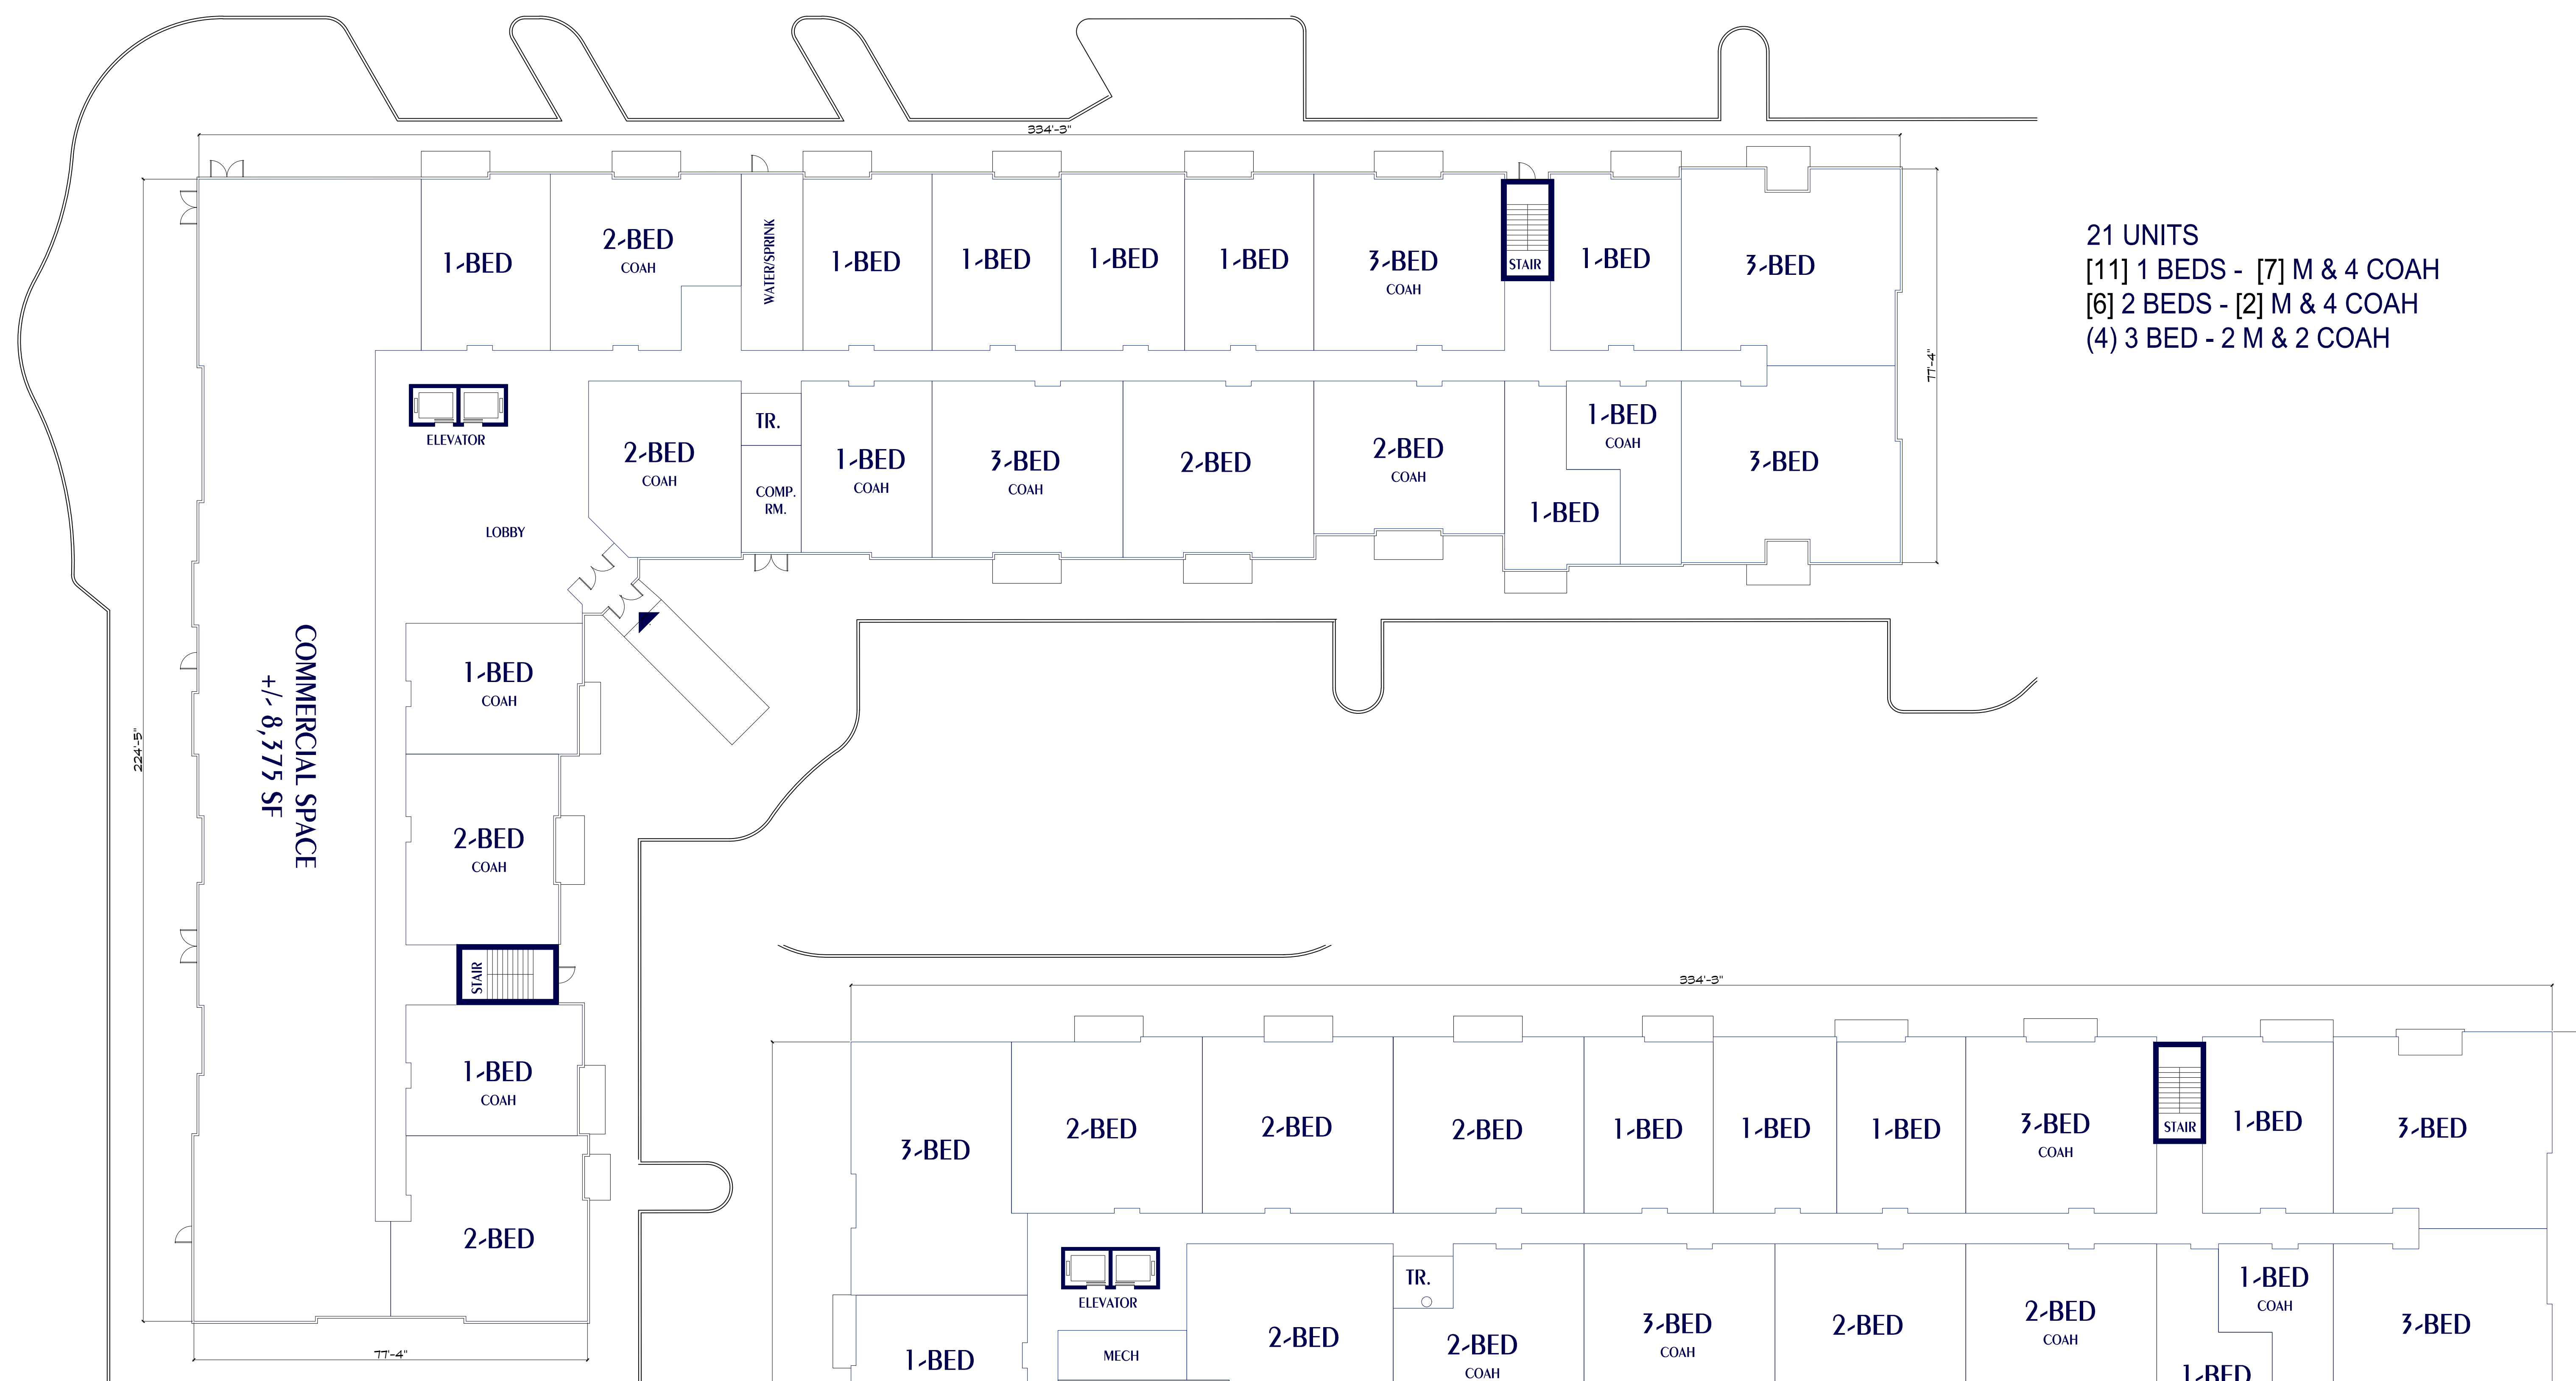 334'-3"
1-BED
2-BED
COAH
WATER/SPRINK
1-BED
1-BED
1-BED
1-BED
3-BED
COAH
STAIR
1-BED
3-BED
21 UNITS
[11] 1 BEDS - [7] M & 4 COAH
[6] 2 BEDS - [2] M & 4 COAH
(4) 3 BED - 2 M & 2 COAH
77'-4"
ELEVATOR
LOBBY
2-BED
COAH
TR.
COMP.
RM.
1-BED
COAH
3-BED
COAH
2-BED
2-BED
COAH
1-BED
COAH
1-BED
3-BED
224'-5"
COMMERCIAL SPACE
+/- 8,375 SF
1-BED
COAH
2-BED
COAH
STAIR
1-BED
COAH
2-BED
77'-4"
334'-3"
3-BED
2-BED
2-BED
2-BED
1-BED
1-BED
1-BED
3-BED
COAH
STAIR
1-BED
3-BED
ELEVATOR
MECH
1-BED
2-BED
TR.
2-BED
COAH
3-BED
COAH
2-BED
2-BED
COAH
1-BED
COAH
1-BED
3-BED